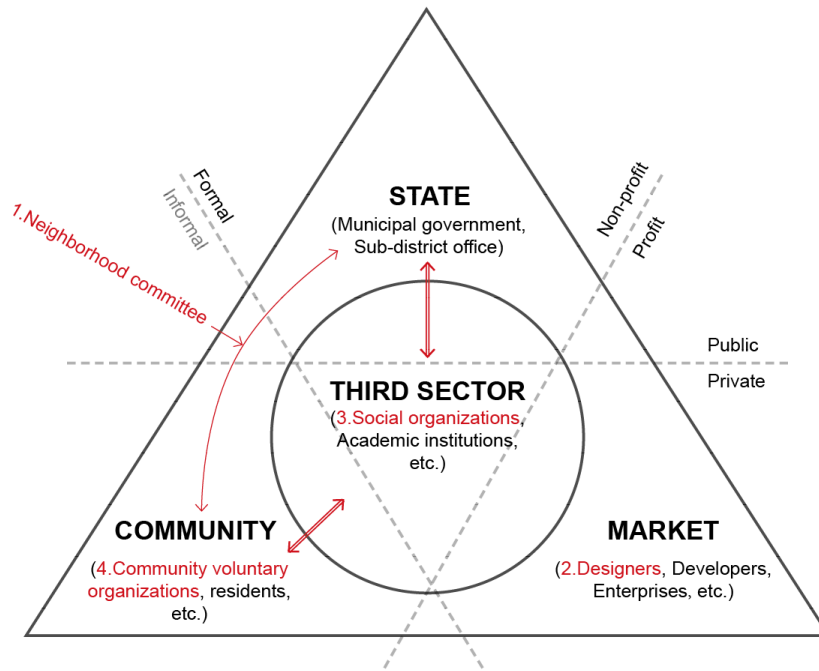 Formal
Informal
Non-profit
Profit
1.Neighborhood committee
STATE
(Municipal government,
Sub-district office)
Public
Private
THIRD SECTOR
(3.Social organizations,
Academic institutions,
etc.)
COMMUNITY
(4.Community voluntary
organizations, residents,
etc.)
MARKET
(2.Designers, Developers,
Enterprises, etc.)